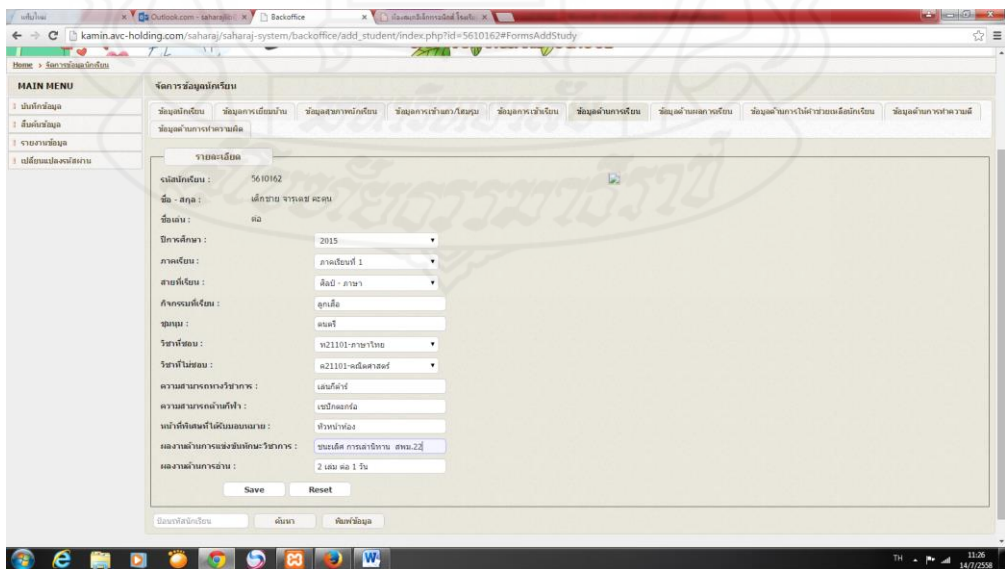 แท็บใหม่
Outlook.com - saharaj
Backoffice
kamin.avc-holding.com/saharaj/saharaj-system/backoffice/add_student/index.php?id=5610162#FormsAddStudy
Home > จัดการข้อมูลนักเรียน
MAIN MENU
บันทึกข้อมูล
สืบค้นข้อมูล
รายงานข้อมูล
เปลี่ยนแปลงรหัสผ่าน
จัดการข้อมูลนักเรียน
ข้อมูลนักเรียน ข้อมูลการเยี่ยมบ้าน ข้อมูลสุขภาพนักเรียน ข้อมูลการเข้าแถว/โฮมรูม ข้อมูลการเข้าเรียน ข้อมูลด้านการเรียน ข้อมูลด้านผลการเรียน ข้อมูลด้านการให้ค่าช่วยเหลือนักเรียน ข้อมูลด้านการทำความดี
ข้อมูลด้านการทำความผิด
รายละเอียด
รหัสนักเรียน : 5610162
ชื่อ - สกุล : เด็กชาย จารุเดช
ชื่อเล่น : ต่อ
ปีการศึกษา : 2015
ภาคเรียน : ภาคเรียนที่ 1
สายที่เรียน : ศิลป์ - ภาษา
กิจกรรมที่เรียน : ลูกเสือ
ชุมนุม : ดนตรี
วิชาที่ชอบ : ท21101-ภาษาไทย
วิชาที่ไม่ชอบ : ค21101-คณิตศาสตร์
ความสามารถทางวิชาการ : เล่นกีต้าร์
ความสามารถด้านกีฬา : เซปักตะกร้อ
หน้าที่พิเศษที่ได้รับมอบหมาย : หัวหน้าห้อง
ผลงานด้านการแข่งขันทักษะวิชาการ : ชนะเลิศ การเล่านิทาน สพม.22
ผลงานด้านการอ่าน : 2 เล่ม ต่อ 1 วัน
Save Reset
ป้อนรหัสนักเรียน ค้นหา พิมพ์ข้อมูล
TH
11:26
14/7/2558